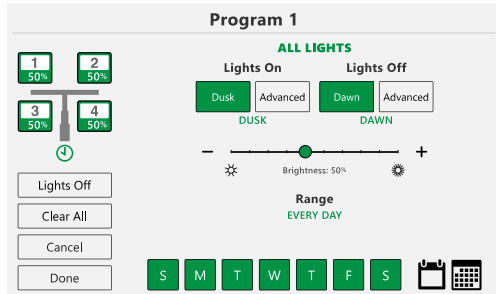 Program 1
ALL LIGHTS
Lights On
Lights Off
Dusk
Advanced
Dawn
Advanced
DUSK
DAWN
1
50%
2
50%
3
50%
4
50%
−
+
Brightness: 50%
Range
EVERY DAY
Lights Off
Clear All
Cancel
Done
S M T W T F S